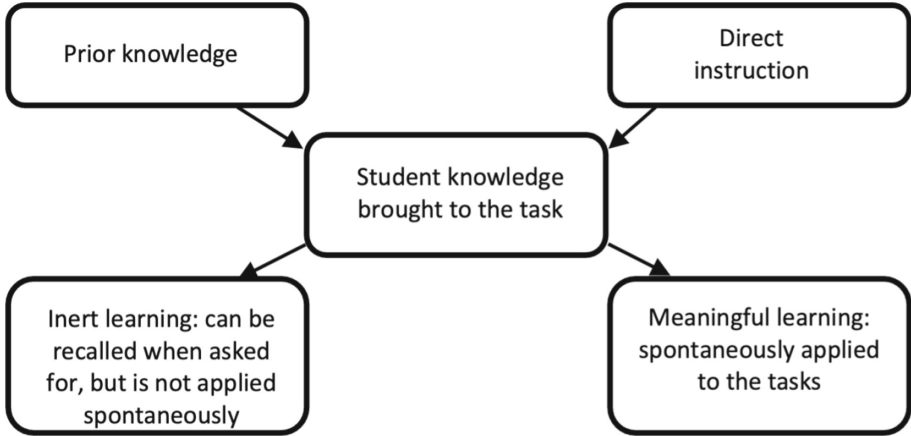 Prior knowledge
Direct
instruction
Student knowledge
brought to the task
Inert learning: can be
recalled when asked
for, but is not applied
spontaneously
Meaningful learning:
spontaneously applied
to the tasks